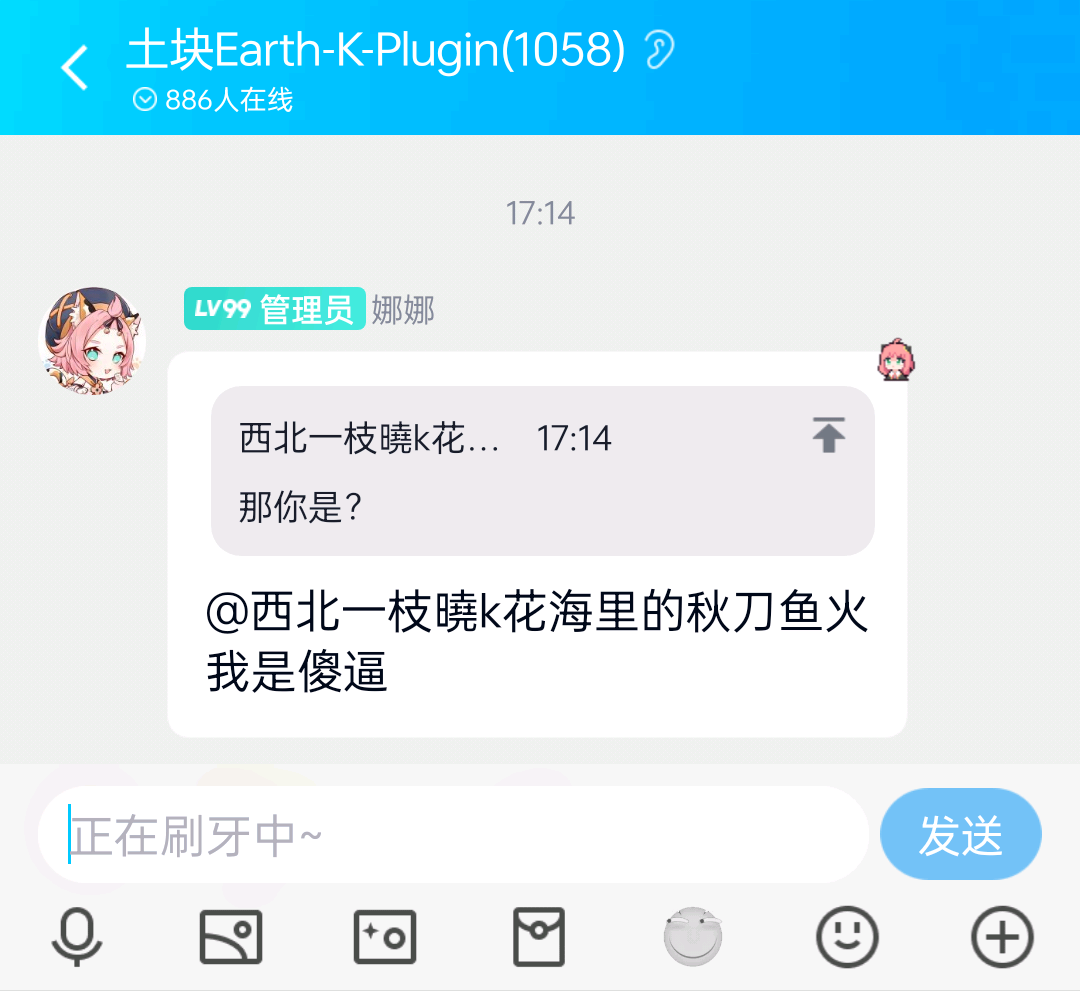 土块Earth-K-Plugin(1058)
886人在线
17:14
LV99 管理员 娜娜
西北一枝曉k花… 17:14
那你是？
@西北一枝曉k花海里的秋刀鱼火
我是傻逼
正在刷牙中~
发送